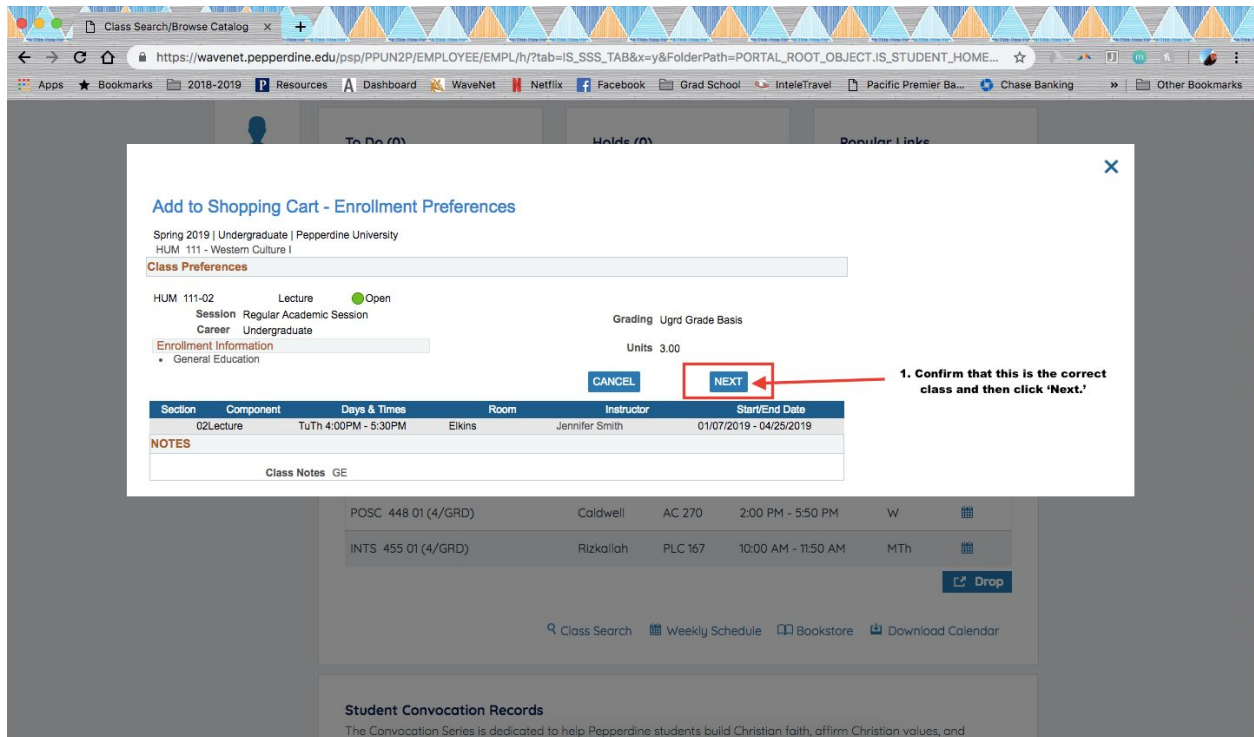 Class Search/Browse Catalog
https://wavenet.pepperdine.edu/psp/PPUN2P/EMPLOYEE/EMPL/h/?tab=IS_SSS_TAB&x=y&FolderPath=PORTAL_ROOT_OBJECT.IS_STUDENT_HOME...
Apps Bookmarks 2018-2019 Resources Dashboard WaveNet Netflix Facebook Grad School InteleTravel Pacific Premier Ba... Chase Banking » Other Bookmarks
To Do (0) Holds (0) Popular Links
Add to Shopping Cart - Enrollment Preferences
Spring 2019 | Undergraduate | Pepperdine University
HUM 111 - Western Culture I
Class Preferences
HUM 111-02 Lecture Open
Session Regular Academic Session
Grading Ugrd Grade Basis
Career Undergraduate
Enrollment Information
Units 3.00
• General Education
CANCEL NEXT
1. Confirm that this is the correct
class and then click ‘Next.’
Section Component Days & Times Room Instructor Start/End Date
02Lecture TuTh 4:00PM - 5:30PM Elkins Jennifer Smith 01/07/2019 - 04/25/2019
NOTES
Class Notes GE
POSC 448 01 (4/GRD) Caldwell AC 270 2:00 PM - 5:50 PM W
INTS 455 01 (4/GRD) Rizkallah PLC 167 10:00 AM - 11:50 AM MTh
Drop
Class Search Weekly Schedule Bookstore Download Calendar
Student Convocation Records
The Convocation Series is dedicated to help Pepperdine students build Christian faith, affirm Christian values, and